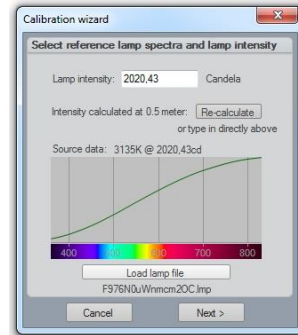 Calibration wizard
Select reference lamp spectra and lamp intensity
Lamp intensity: 2020,43 Candela
Intensity calculated at 0.5 meter: Re-calculate
or type in directly above
Source data: 3135K @ 2020,43cd
400 500 600 700 800
Load lamp file
F976N0uWnmcm2OC.lmp
Cancel Next >